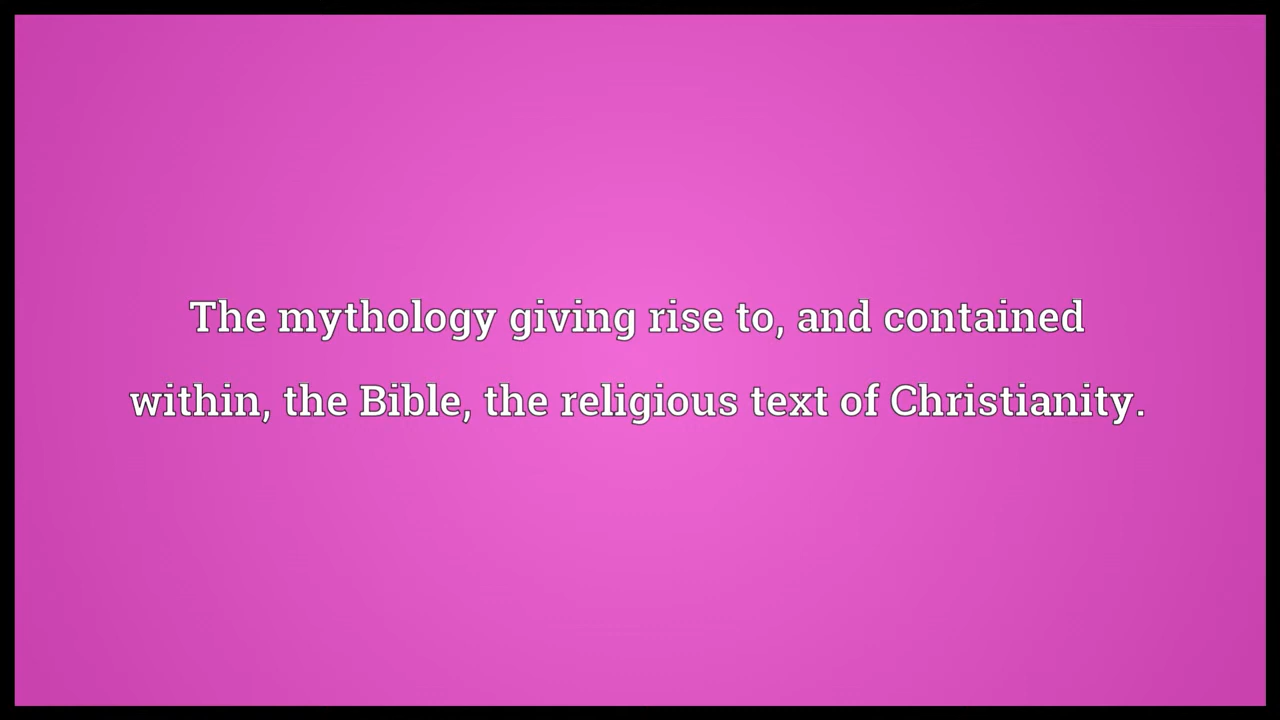 The mythology giving rise to, and contained
within, the Bible, the religious text of Christianity.